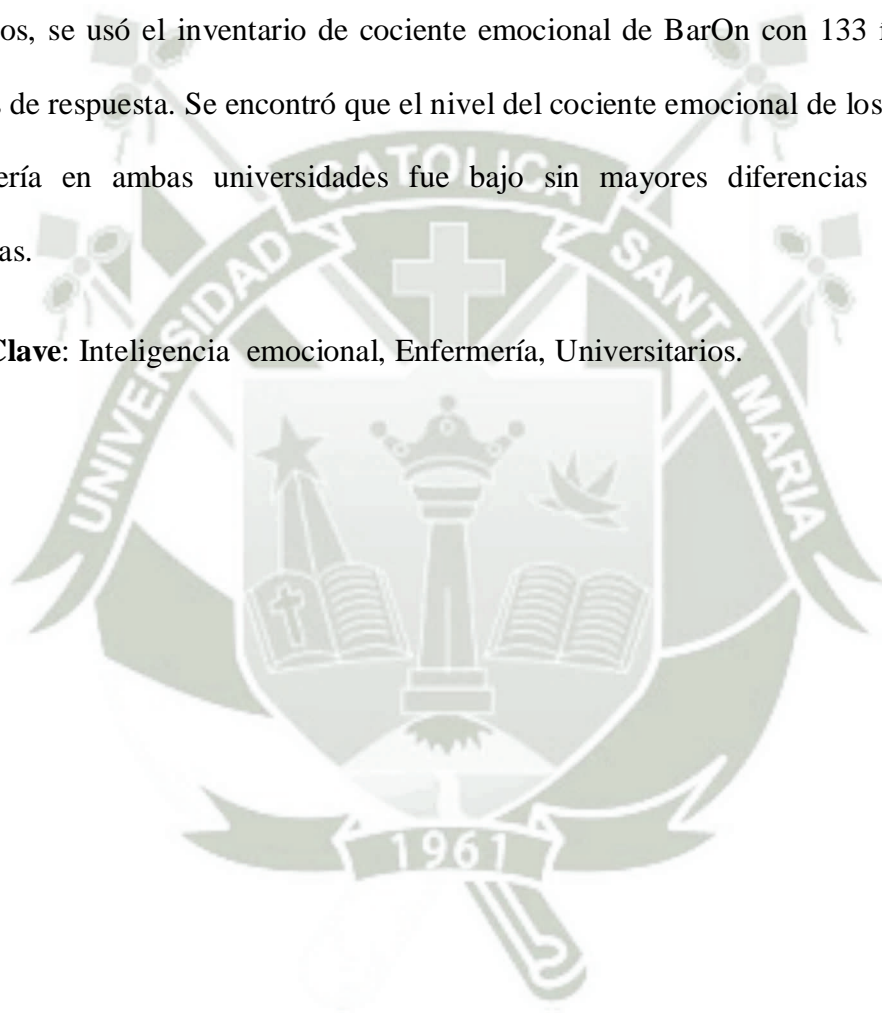 os, se usó el inventario de cociente emocional de BarOn con 133
de respuesta. Se encontró que el nivel del cociente emocional de los
ería en ambas universidades fue bajo sin mayores diferencias
as.
Clave: Inteligencia emocional, Enfermería, Universitarios.
CATOLICA
UNIVERSIDAD
SANTA MARIA
1961